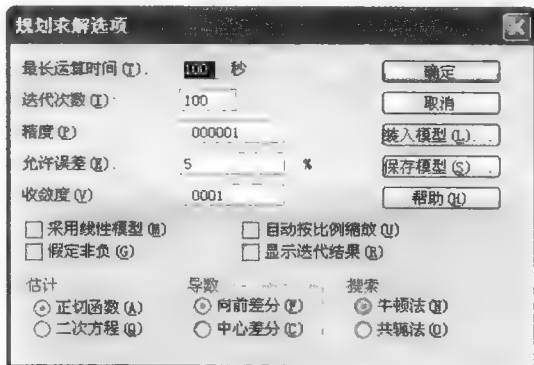 规划求解选项
最长运算时间(T). 100 秒
迭代次数(I) 100
精度(P) 000001
允许误差(E). 5 %
收敛度(V) 0001
确定
取消
装入模型(L)
保存模型(S)
帮助(H)
采用线性模型(M) 自动按比例缩放(U)
假定非负(G) 显示迭代结果(R)
估计 导数 搜索
正切函数(A) 向前差分(F) 牛顿法(N)
二次方程(Q) 中心差分(C) 共轭法(O)